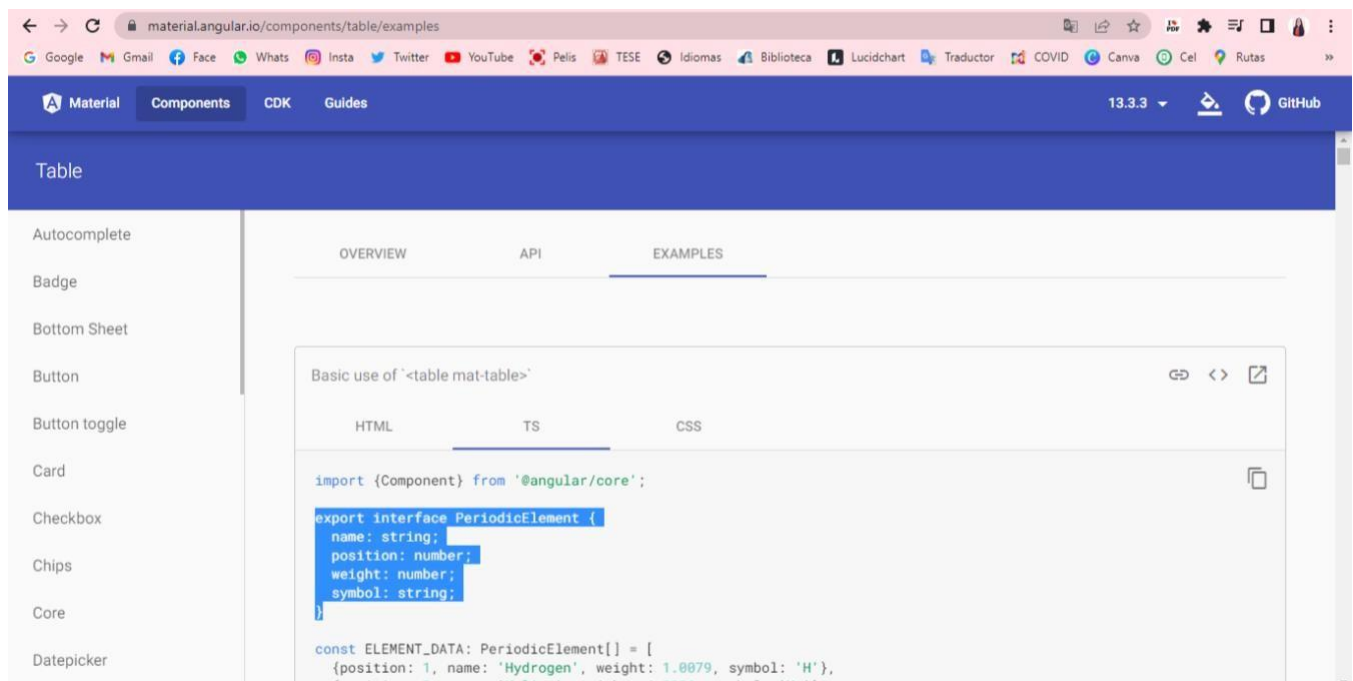 material.angular.io/components/table/examples
Google Gmail Face Whats Insta Twitter YouTube Pelis TESE Idiomas Biblioteca Lucidchart Traductor COVID Canva Cel Rutas »
Material Components CDK Guides 13.3.3 GitHub
Table
Autocomplete
Badge
Bottom Sheet
Button
Button toggle
Card
Checkbox
Chips
Core
Datepicker
OVERVIEW API EXAMPLES
Basic use of `<table mat-table>`
HTML TS CSS
import {Component} from '@angular/core';
export interface PeriodicElement {
name: string;
position: number;
weight: number;
symbol: string;
}
const ELEMENT_DATA: PeriodicElement[] = [
{position: 1, name: 'Hydrogen', weight: 1.0079, symbol: 'H'},